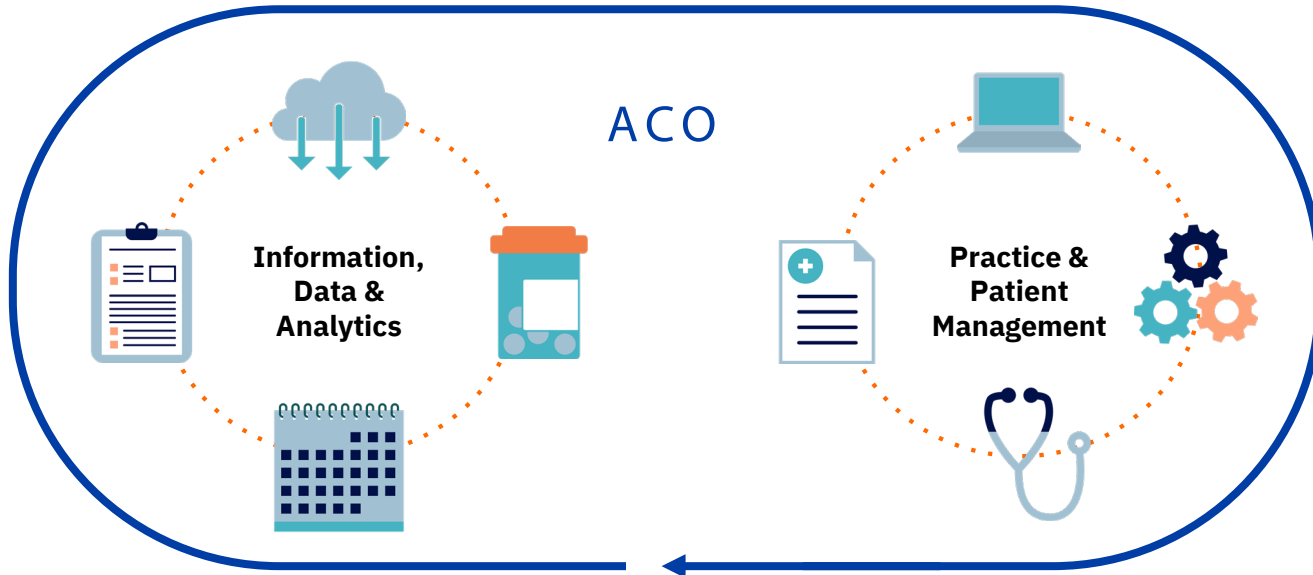 ACO
Information,
Data &
Analytics
Practice &
Patient
Management